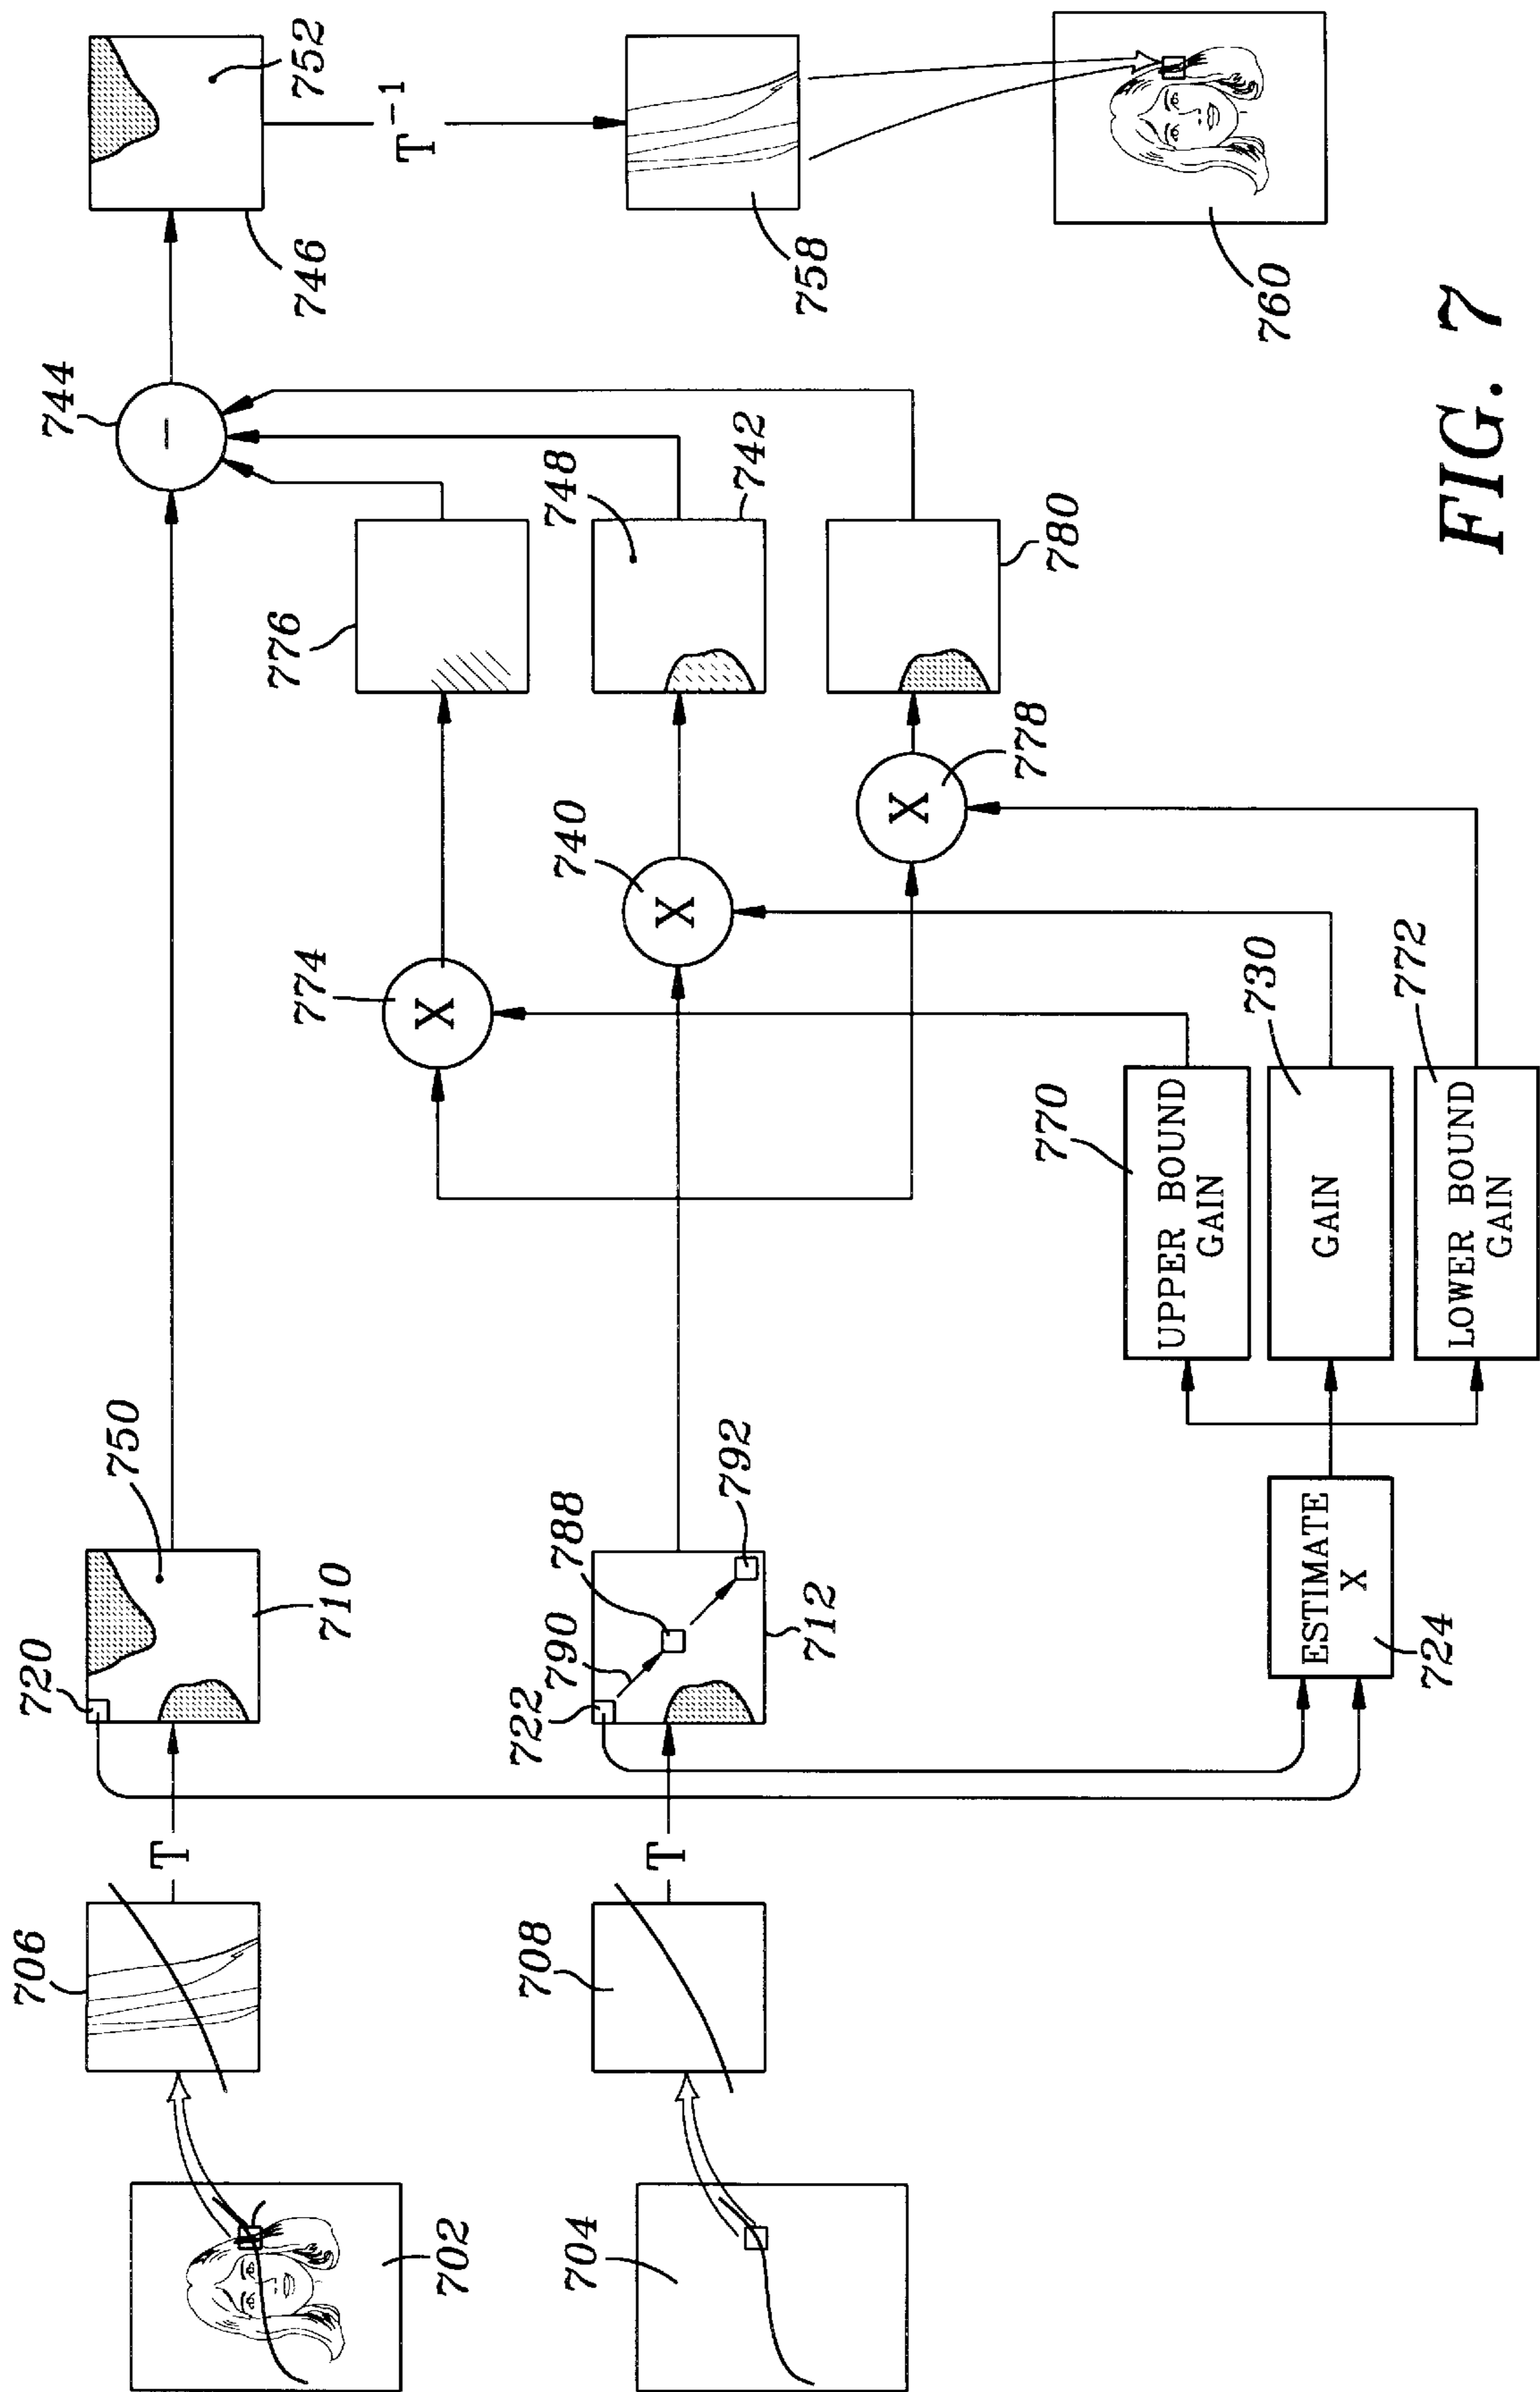 706
T
720
750
710
744
752
746
T⁻¹
702
708
T
722
790
788
792
712
774
740
776
748
742
778
780
758
704
ESTIMATE
X
724
770
UPPER BOUND
GAIN
730
GAIN
772
LOWER BOUND
GAIN
X
X
X
−
760
FIG. 7